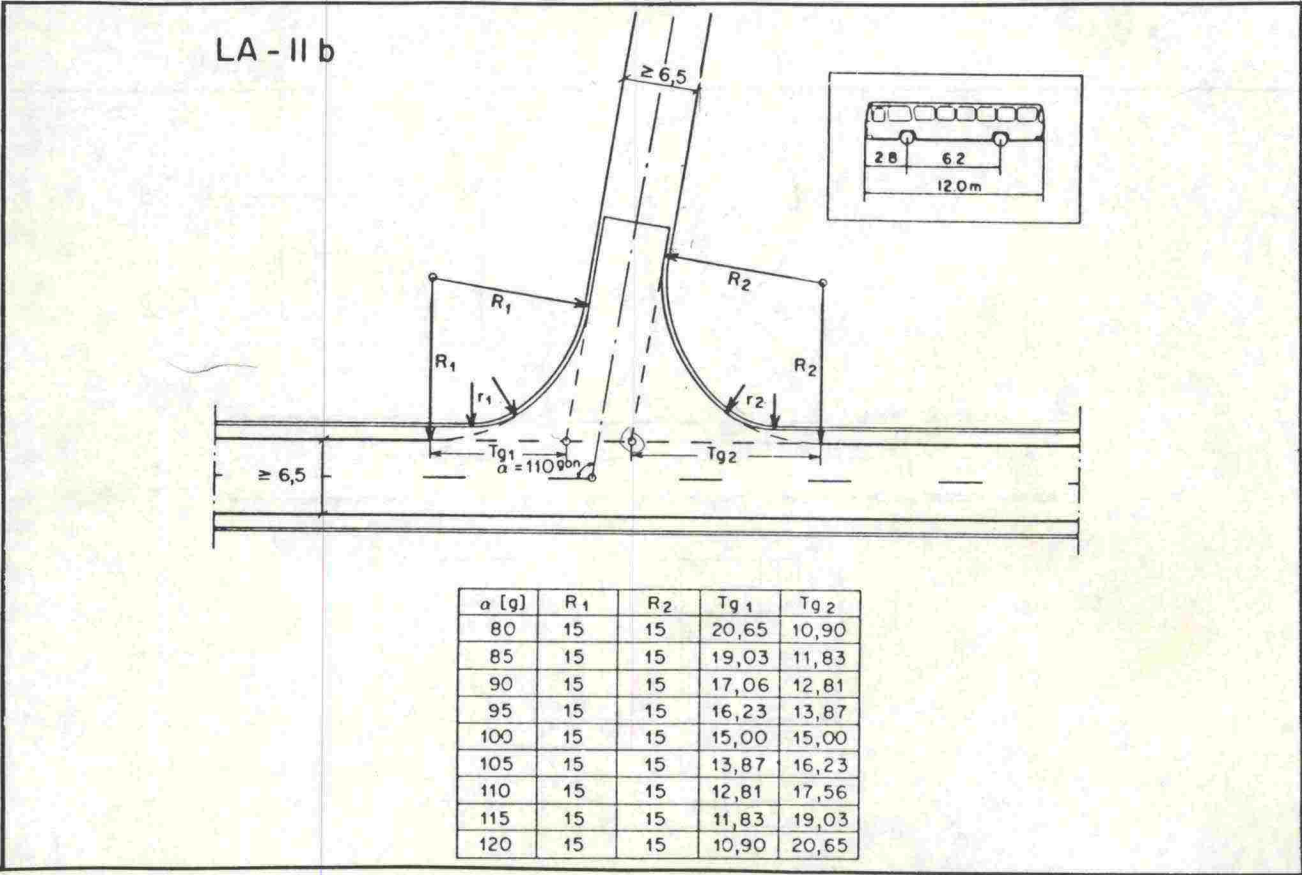 LA - II b
≥ 6,5
2 8 6 2
12.0 m
R₁ R₂
R₁ R₂
r₁ r₂
Tg₁ Tg₂
α = 110 gon
≥ 6,5
α [g] R₁ R₂ Tg ₁ Tg ₂
80 15 15 20,65 10,90
85 15 15 19,03 11,83
90 15 15 17,06 12,81
95 15 15 16,23 13,87
100 15 15 15,00 15,00
105 15 15 13,87 16,23
110 15 15 12,81 17,56
115 15 15 11,83 19,03
120 15 15 10,90 20,65